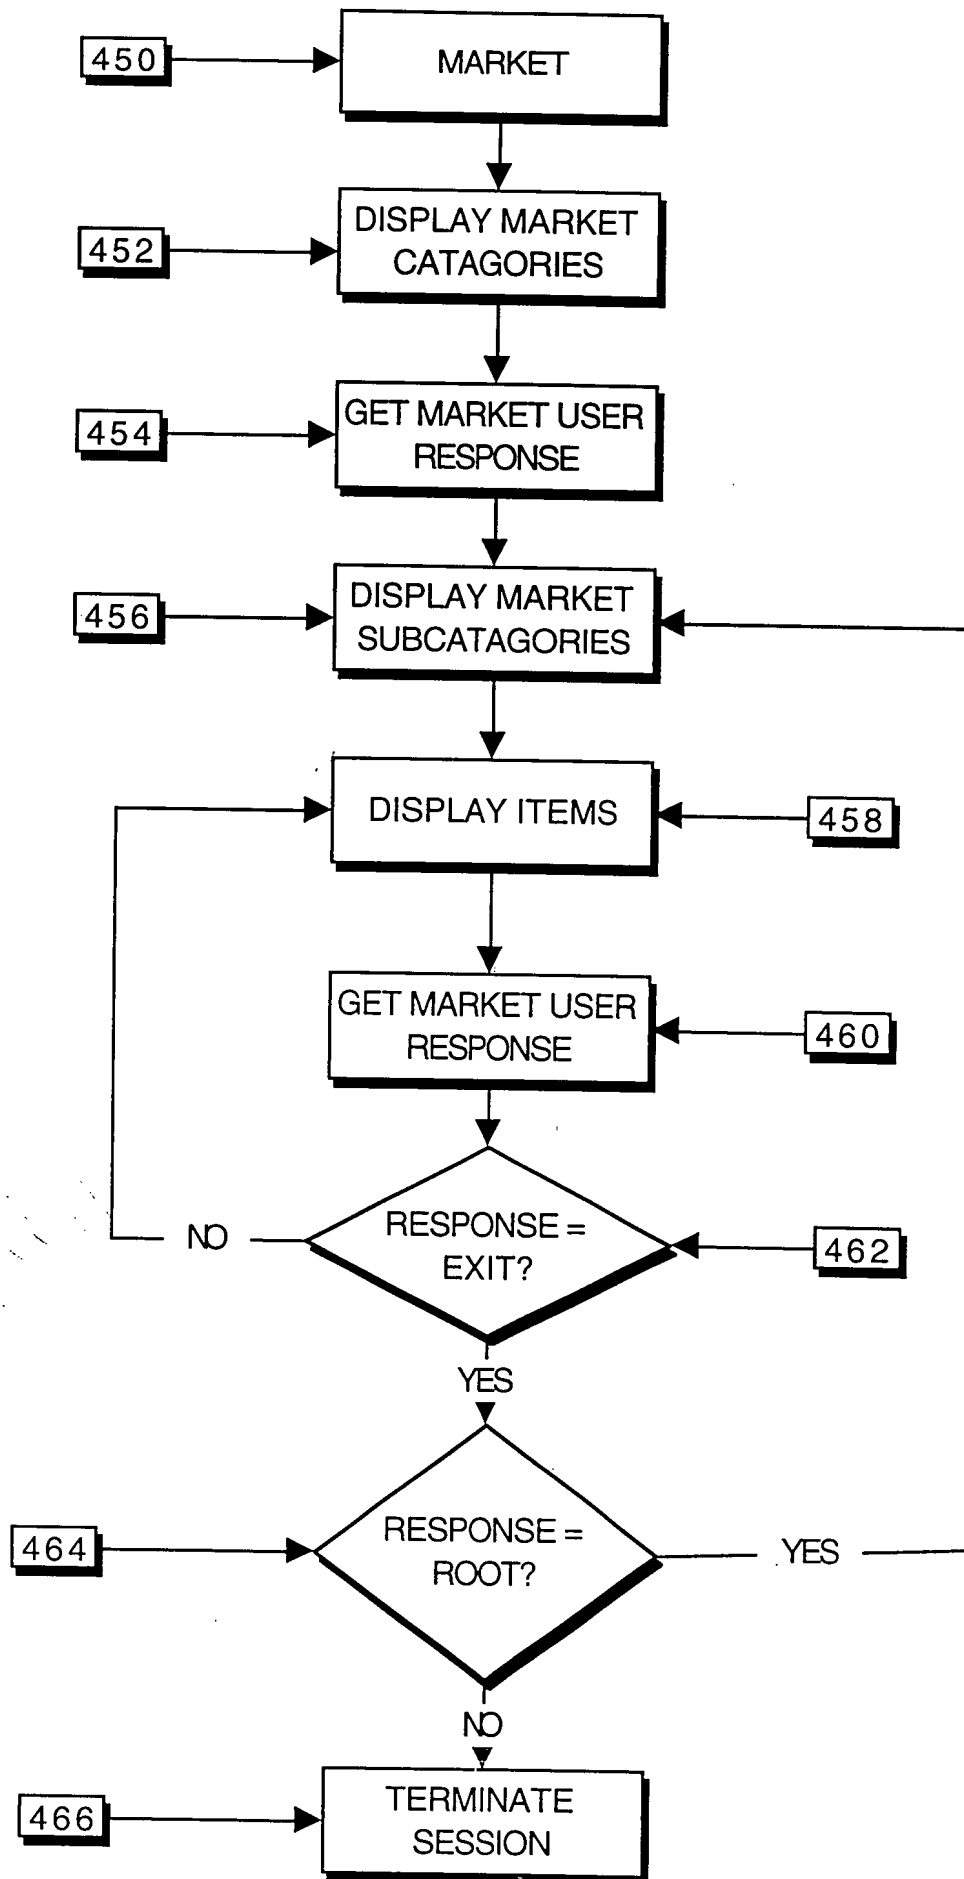 450
MARKET
452
DISPLAY MARKET
CATAGORIES
454
GET MARKET USER
RESPONSE
456
DISPLAY MARKET
SUBCATAGORIES
DISPLAY ITEMS
458
GET MARKET USER
RESPONSE
460
NO
RESPONSE =
EXIT?
462
YES
464
RESPONSE =
ROOT?
YES
NO
466
TERMINATE
SESSION